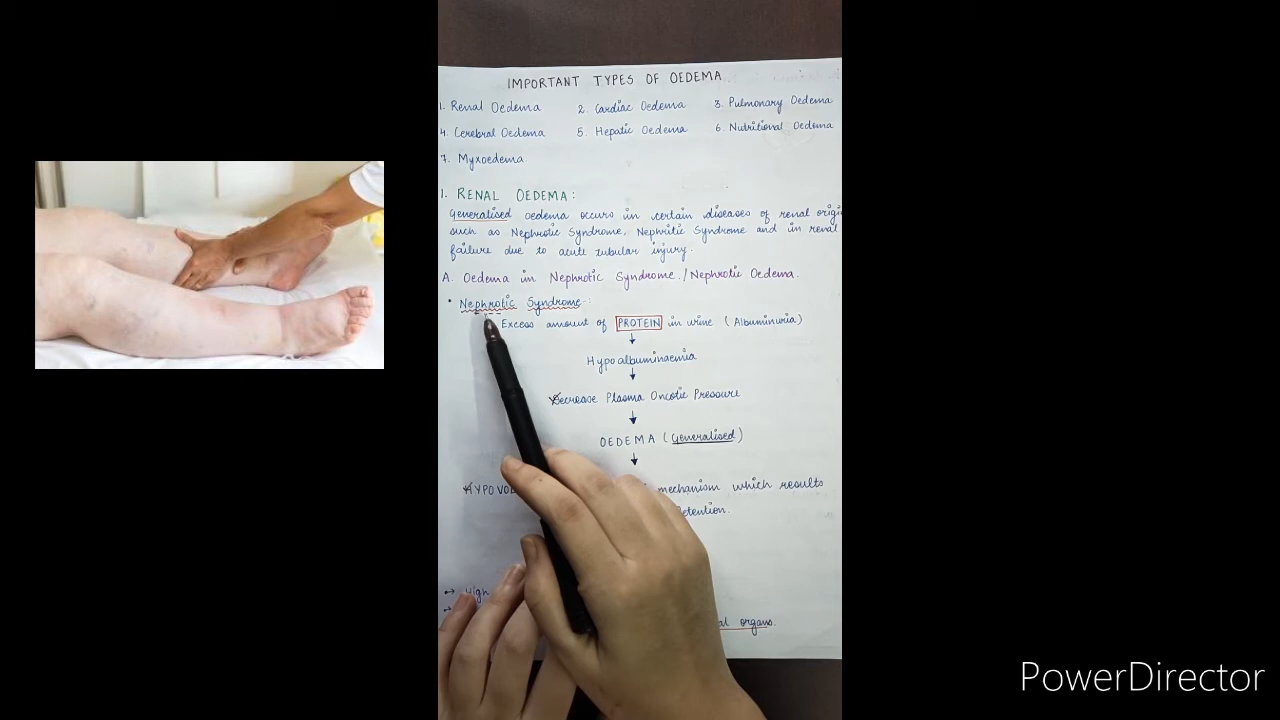 IMPORTANT TYPES OF OEDEMA
1. Renal Oedema 2. Cardiac Oedema 3. Pulmonary Oedema
4. Cerebral Oedema 5. Hepatic Oedema 6. Nutritional Oedema
7. Myxoedema
1. RENAL OEDEMA:
Generalised oedema occurs in certain diseases of renal origin
such as Nephrotic Syndrome, Nephritic Syndrome and in renal
failure due to acute tubular injury.
A. Oedema in Nephrotic Syndrome./Nephrotic Oedema.
• Nephrotic Syndrome:
Excess amount of PROTEIN in urine (Albuminuria)
↓
Hypoalbuminaemia
↓
Decrease Plasma Oncotic Pressure
↓
OEDEMA (Generalised)
↓
mechanism which results
Retention.
High
organs.
PowerDirector